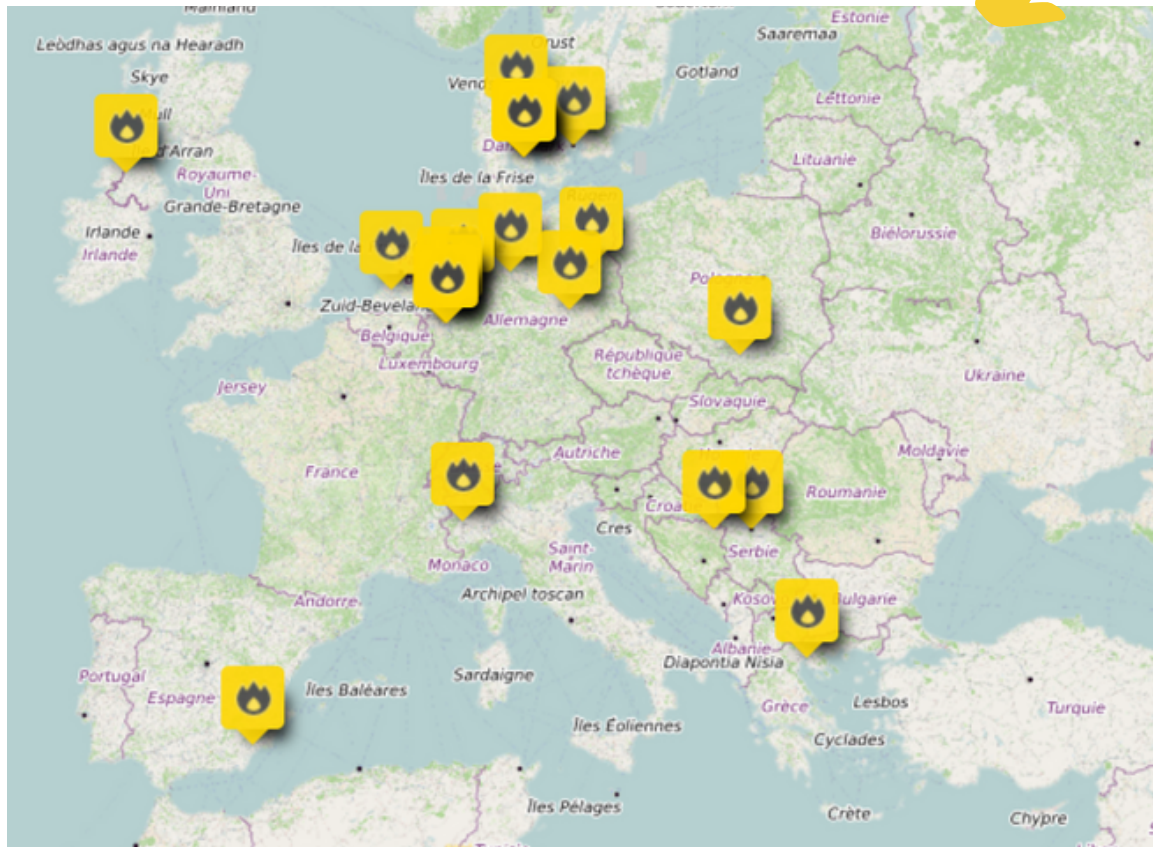 Mainland
Leòdhas agus na Hearadh
Estonie
Saaremaa
Skye
Gotland
Léttonie
Île d'Arran
Lituanie
Royaume-
Uni
Îles de la Frise
Grande-Bretagne
Irlande
Irlande
Biélorussie
Îles de la
Zuid-Beveland
Allemagne
Belgique
Luxembourg
République
tchèque
Ukraine
Jersey
Slovaquie
Autriche
Moldavie
France
Roumanie
Cres
Serbie
Saint-
Marin
Monaco
Archipel toscan
Andorre
Bulgarie
Albanie
Diapontia Nisia
Portugal
Sardaigne
Îles Baléares
Espagne
Grèce
Lesbos
Turquie
Îles Éoliennes
Cyclades
Îles Pélages
Crète
Chypre